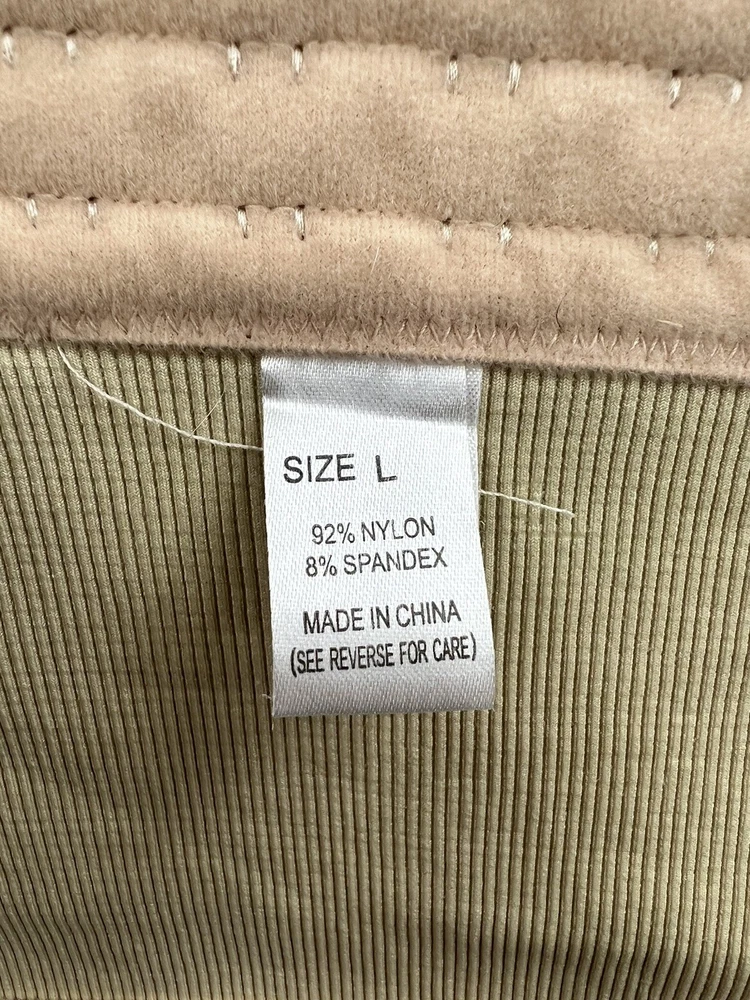 SIZE L
92% NYLON
8% SPANDEX
MADE IN CHINA
(SEE REVERSE FOR CARE)